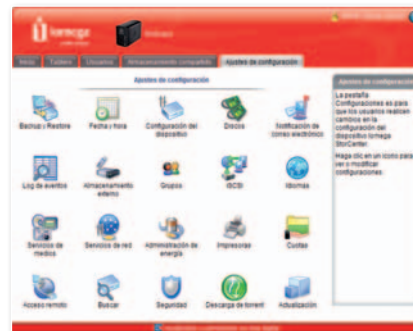 iomega
Inicio Tablero Usuarios Almacenamiento compartido Ajustes de configuración
Ajustes de configuración
Backup y Restore Fecha y hora Configuración del dispositivo Discos Notificación de correo electrónico
Log de eventos Almacenamiento externo Grupos iSCSI Idiomas
Servicios de medios Servicios de red Administración de energía Impresoras Cuotas
Acceso remoto Buscar Seguridad Descarga de torrent Actualización
Ajustes de configuración
La pestaña
Configuraciones es para
que los usuarios realicen
cambios en la
configuración del
dispositivo Iomega
StorCenter.
Haga clic en un icono para
ver o modificar
configuraciones.